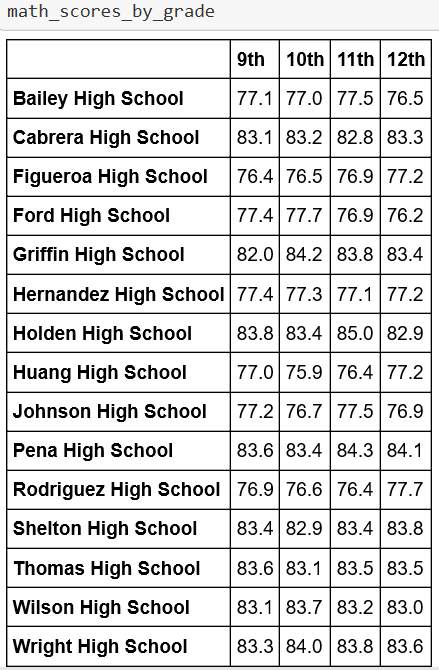 math_scores_by_grade
9th 10th 11th 12th
Bailey High School 77.1 77.0 77.5 76.5
Cabrera High School 83.1 83.2 82.8 83.3
Figueroa High School 76.4 76.5 76.9 77.2
Ford High School 77.4 77.7 76.9 76.2
Griffin High School 82.0 84.2 83.8 83.4
Hernandez High School 77.4 77.3 77.1 77.2
Holden High School 83.8 83.4 85.0 82.9
Huang High School 77.0 75.9 76.4 77.2
Johnson High School 77.2 76.7 77.5 76.9
Pena High School 83.6 83.4 84.3 84.1
Rodriguez High School 76.9 76.6 76.4 77.7
Shelton High School 83.4 82.9 83.4 83.8
Thomas High School 83.6 83.1 83.5 83.5
Wilson High School 83.1 83.7 83.2 83.0
Wright High School 83.3 84.0 83.8 83.6